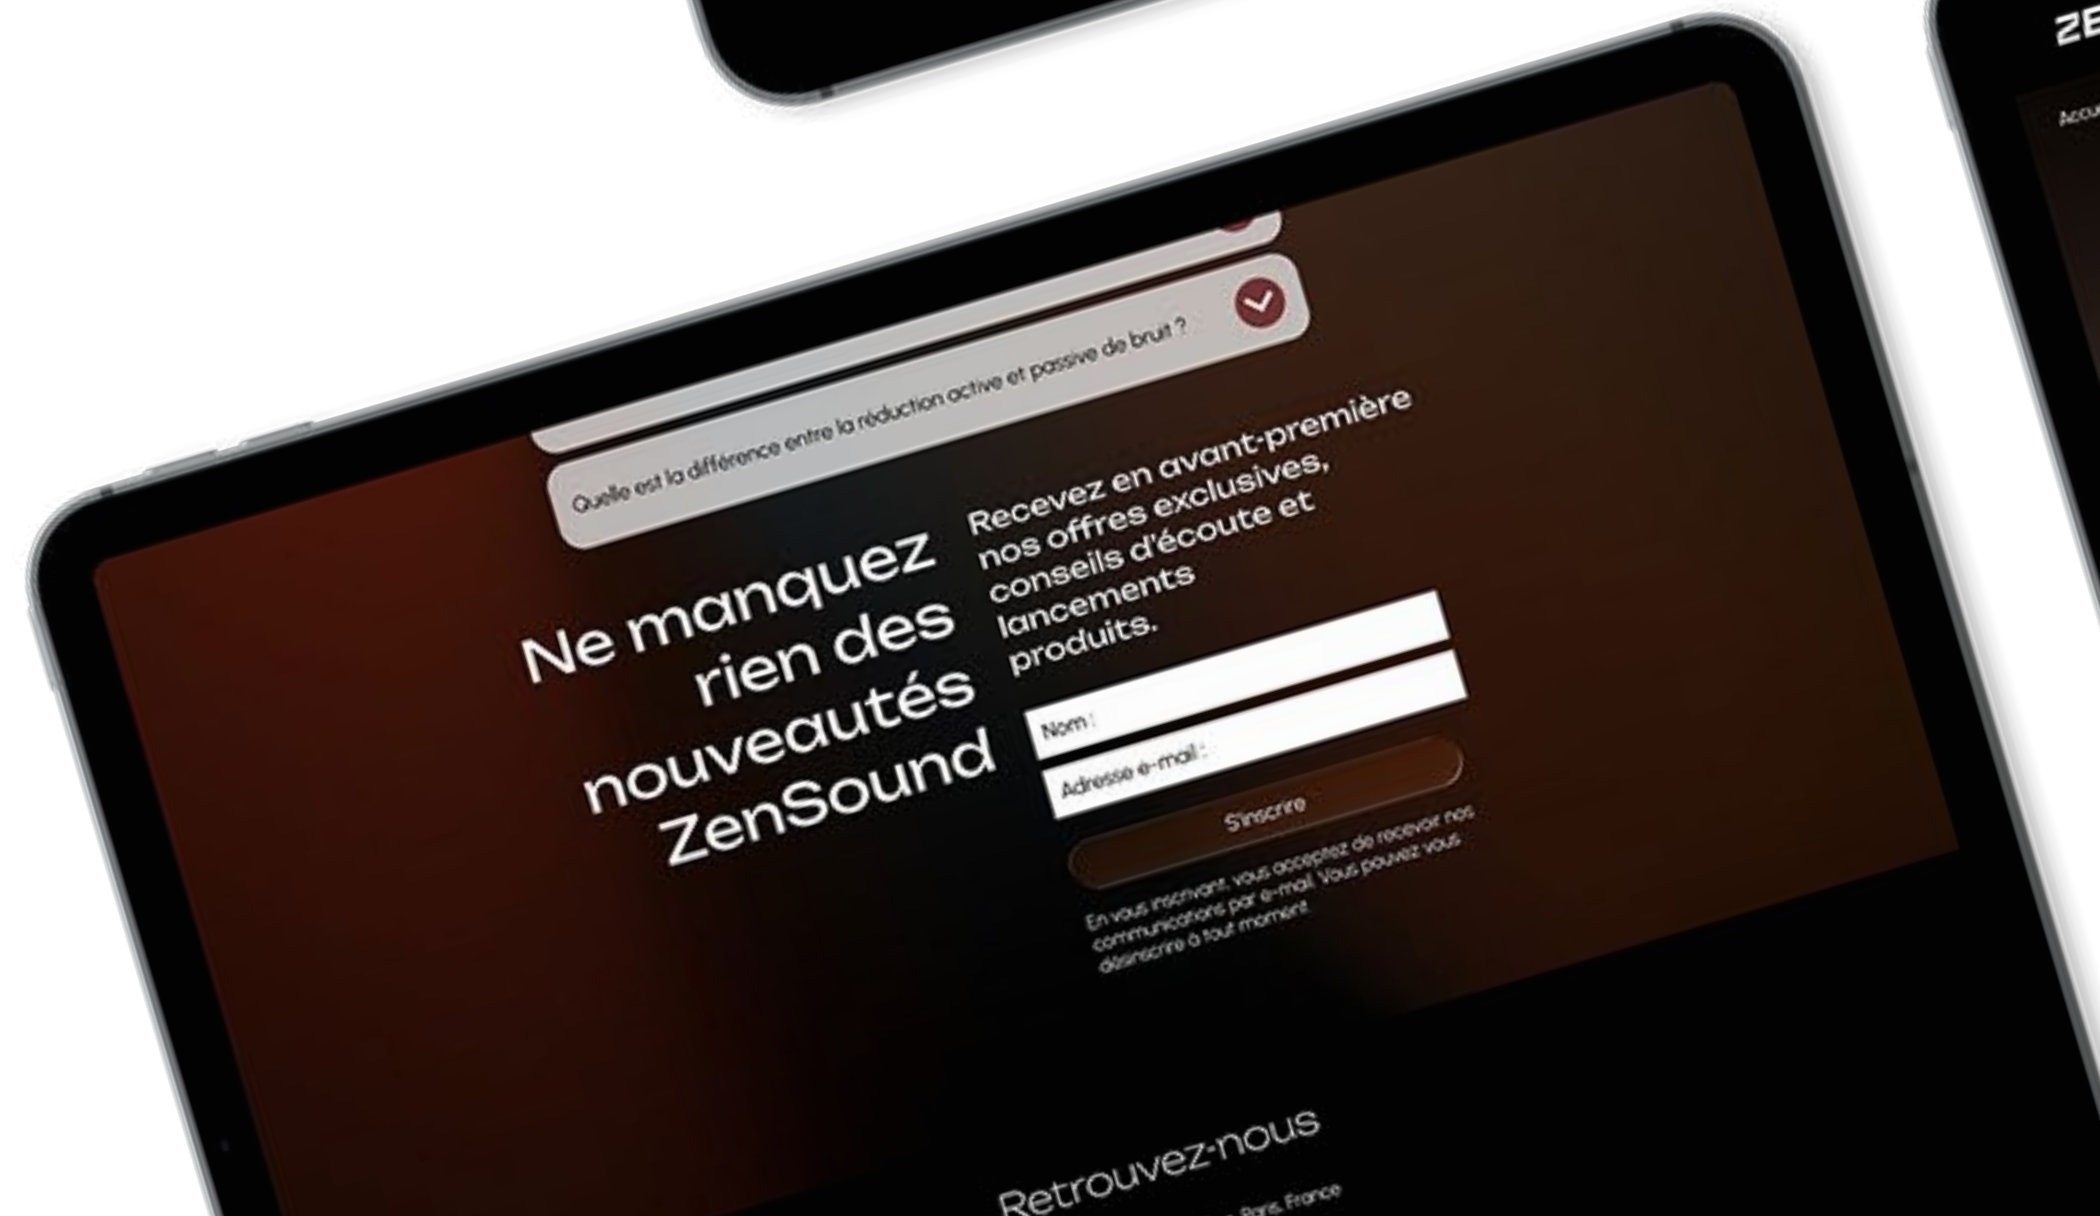 Quelle est la différence entre la réduction active et passive de bruit ?
Ne manquez
rien des
nouveautés
ZenSound
Recevez en avant-première
nos offres exclusives,
conseils d'écoute et
lancements
produits.
Nom :
Adresse e-mail :
S'inscrire
En vous inscrivant, vous acceptez de recevoir nos
communications par e-mail. Vous pouvez vous
désinscrire à tout moment
Retrouvez-nous
Paris, France
ZE
Accu